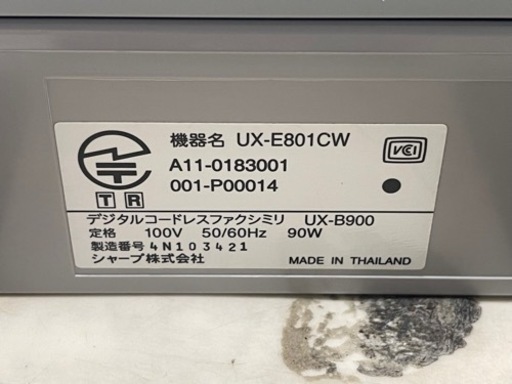 機器名 UX-E801CW
A11-0183001
001-P00014
VCI
T R
デジタルコードレスファクシミリ UX-B900
定格 100V 50/60Hz 90W
製造番号 4N103421
シャープ株式会社
MADE IN THAILAND